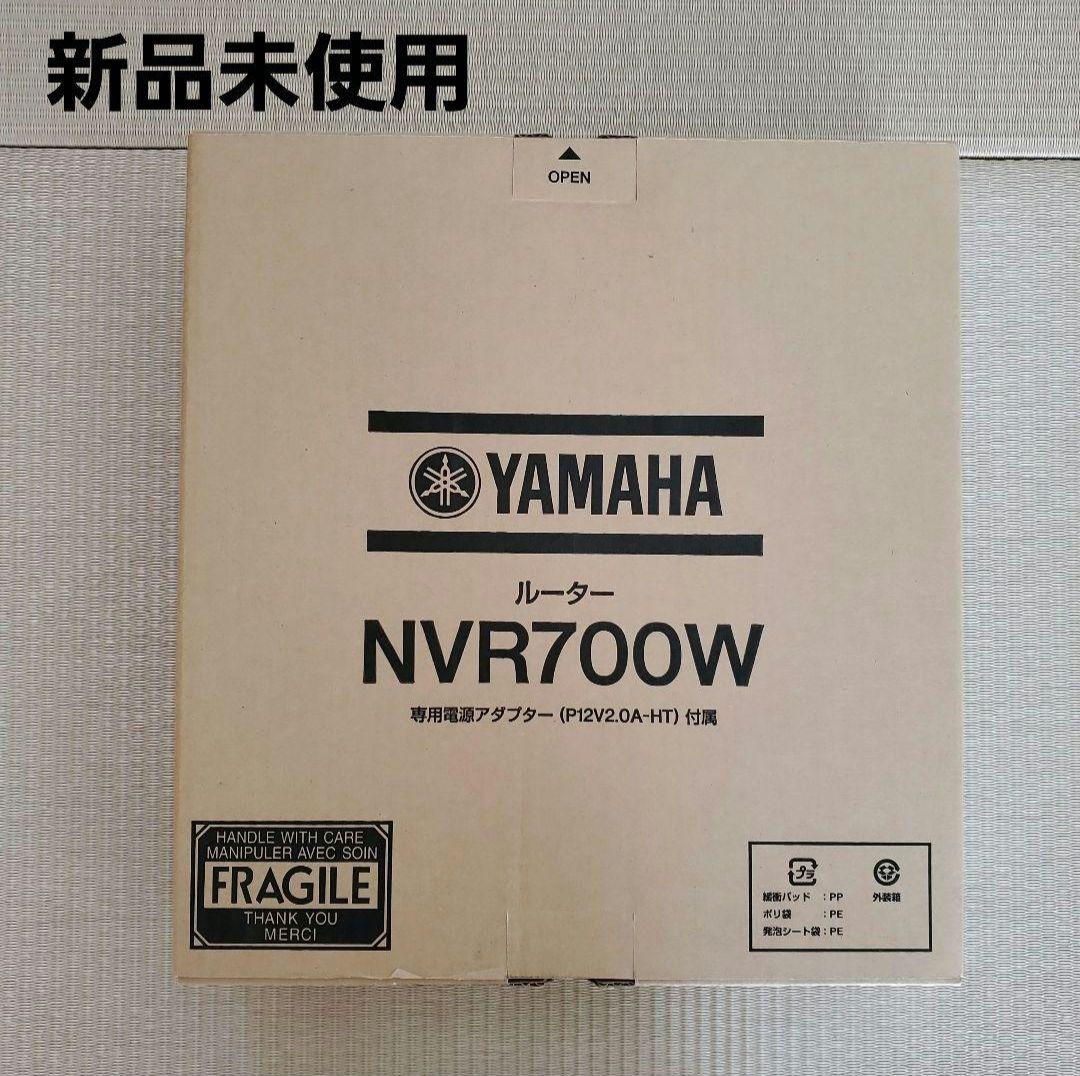 新品未使用
OPEN
YAMAHA
ルーター
NVR700W
専用電源アダプター (P12V2.0A-HT) 付属
HANDLE WITH CARE
MANIPULER AVEC SOIN
FRAGILE
THANK YOU
MERCI
プラ
緩衝パッド :PP
ポリ袋 :PE
発泡シート袋:PE
外装箱